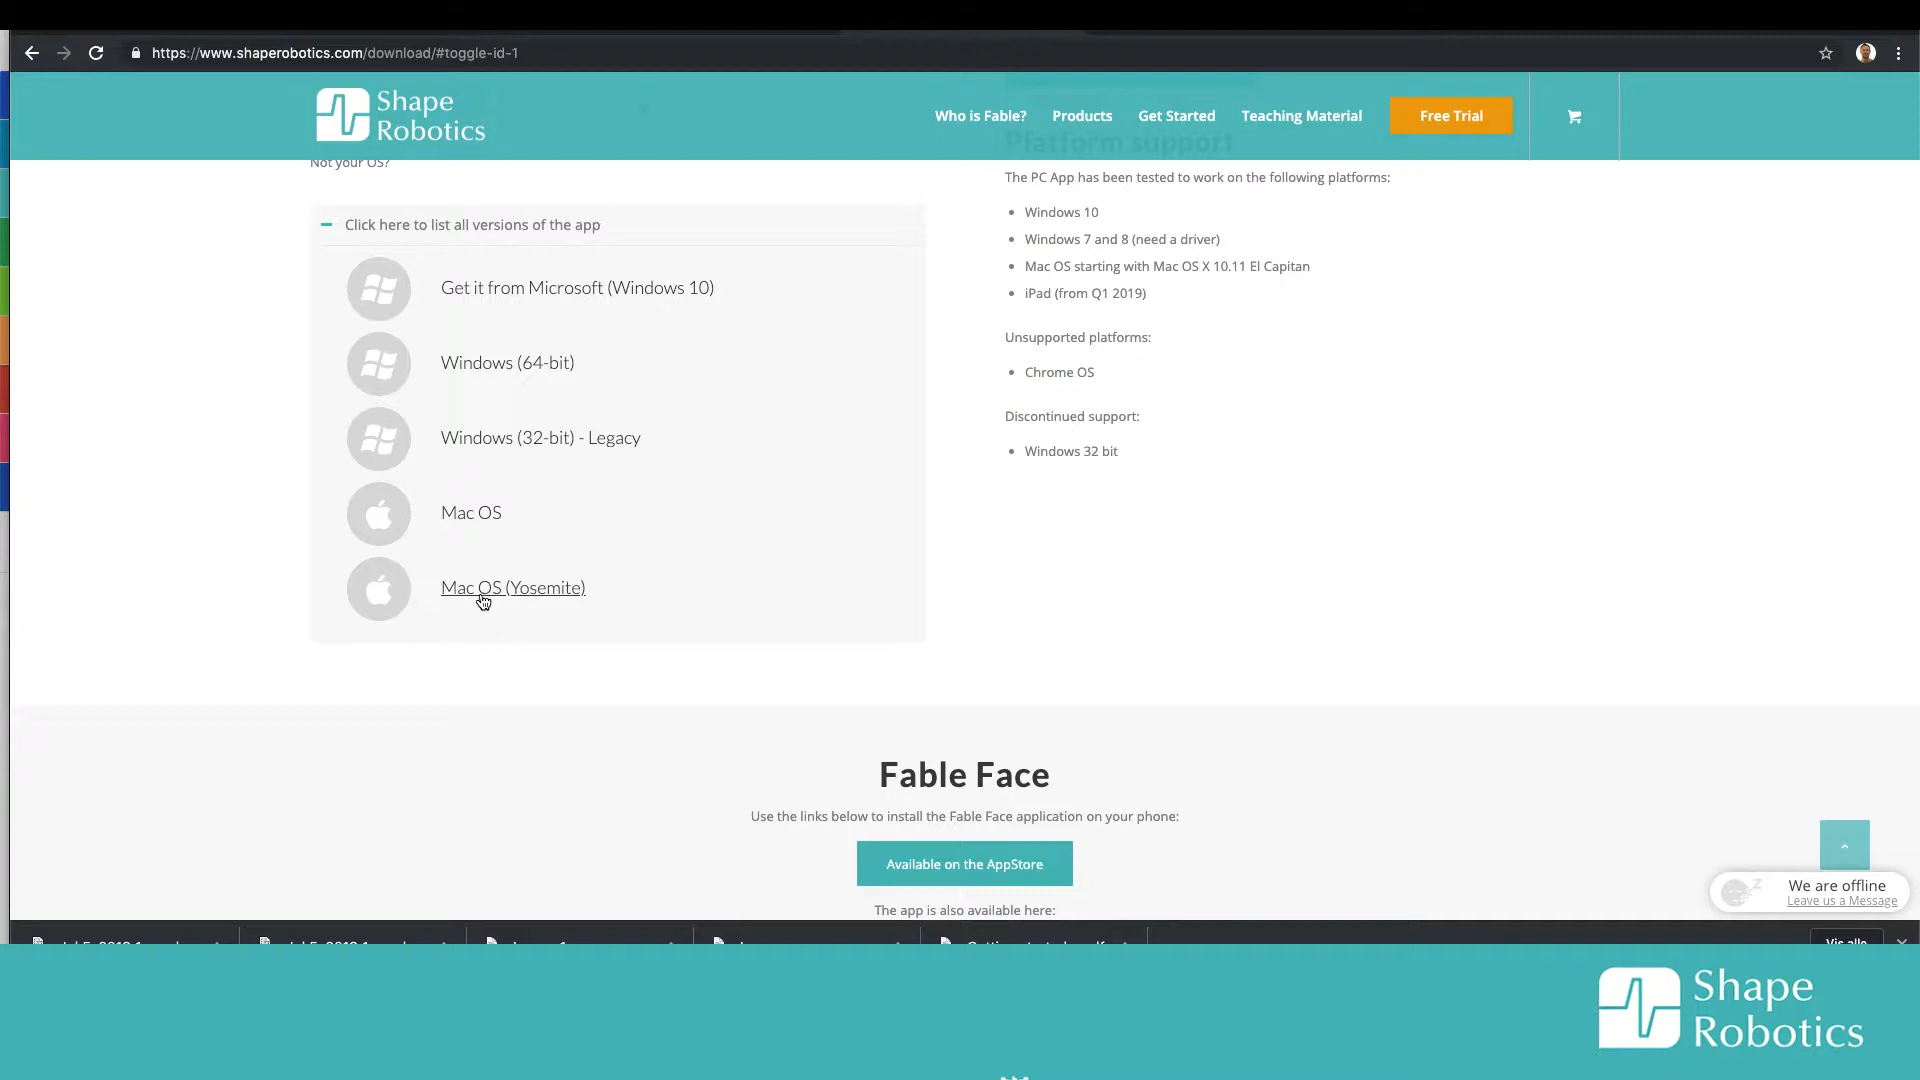 https://www.shaperobotics.com/download/#toggle-id-1
Shape
Robotics
Who is Fable?
Products
Get Started
Teaching Material
Free Trial
Not your OS?
Click here to list all versions of the app
Get it from Microsoft (Windows 10)
Windows (64-bit)
Windows (32-bit) - Legacy
Mac OS
Mac OS (Yosemite)
Platform support
The PC App has been tested to work on the following platforms:
Windows 10
Windows 7 and 8 (need a driver)
Mac OS starting with Mac OS X 10.11 El Capitan
iPad (from Q1 2019)
Unsupported platforms:
Chrome OS
Discontinued support:
Windows 32 bit
Fable Face
Use the links below to install the Fable Face application on your phone:
Available on the AppStore
The app is also available here:
We are offline
Leave us a Message
Vis alle
Shape
Robotics